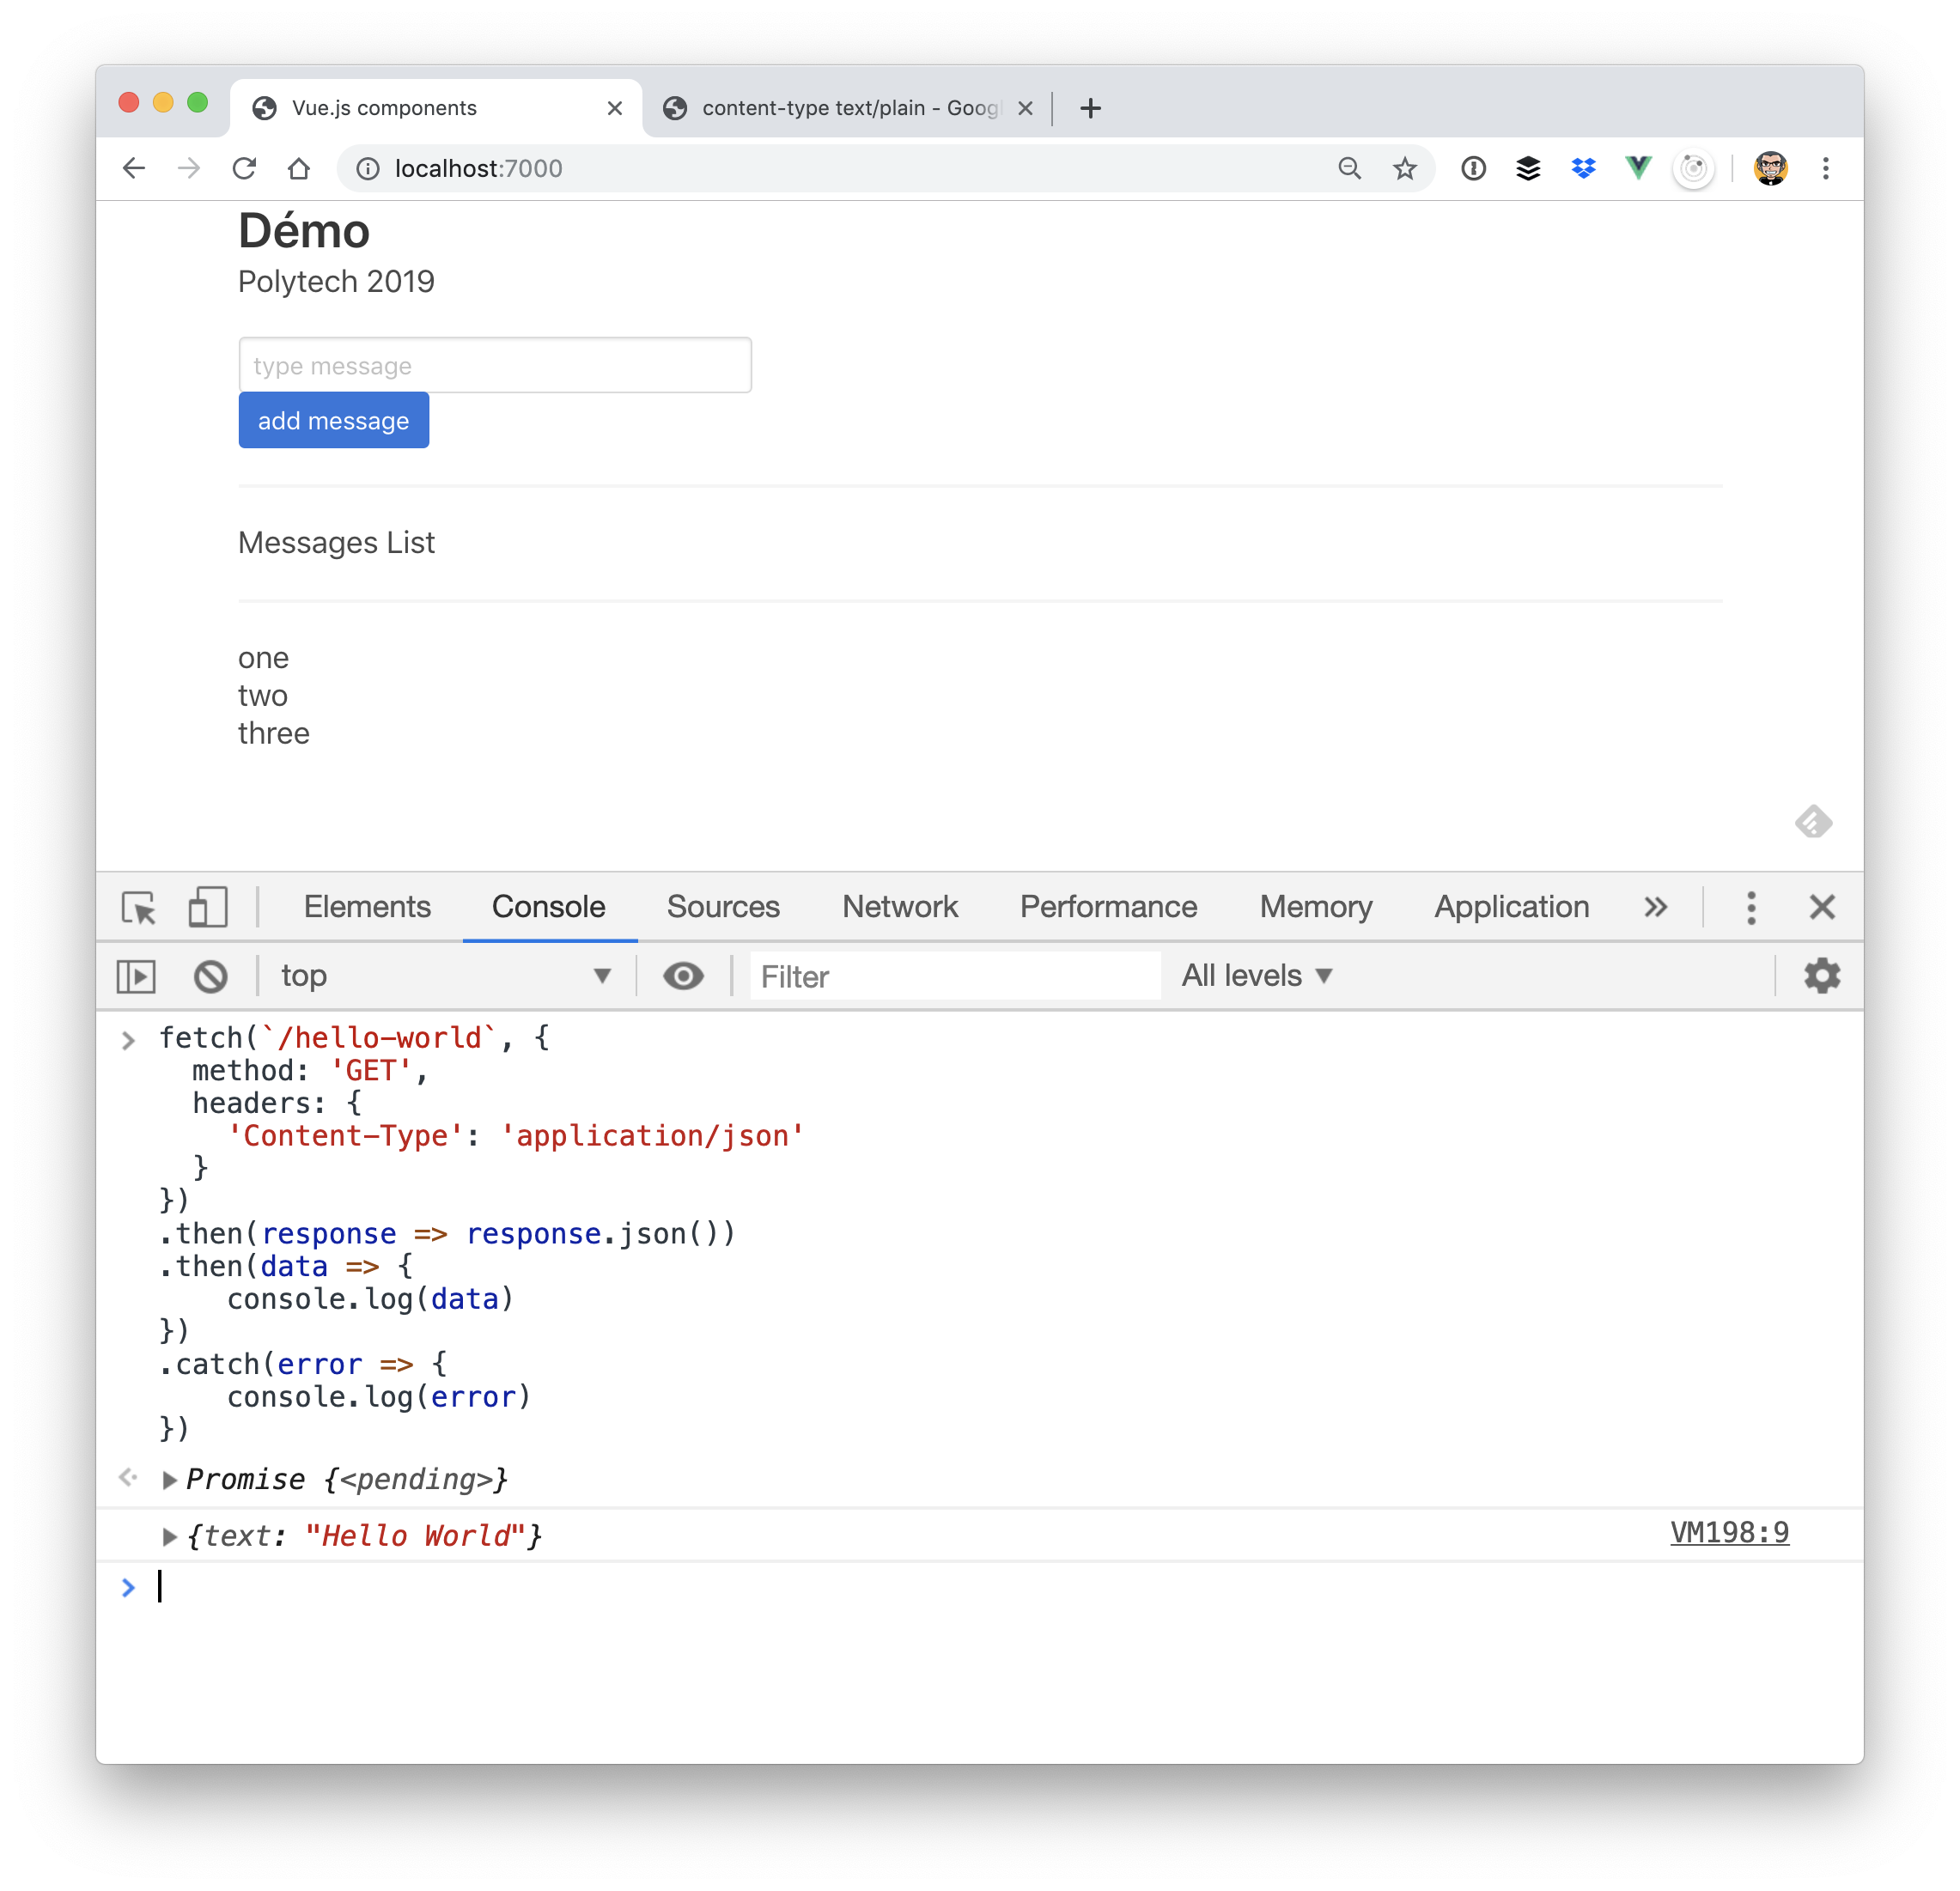 Vue.js components
content-type text/plain - Goog
localhost:7000
Démo
Polytech 2019
type message
add message
Messages List
one
two
three
Elements Console Sources Network Performance Memory Application
top Filter All levels
fetch(`/hello-world`, {
  method: 'GET',
  headers: {
    'Content-Type': 'application/json'
  }
})
.then(response => response.json())
.then(data => {
    console.log(data)
})
.catch(error => {
    console.log(error)
})
Promise {<pending>}
{text: "Hello World"} VM198:9